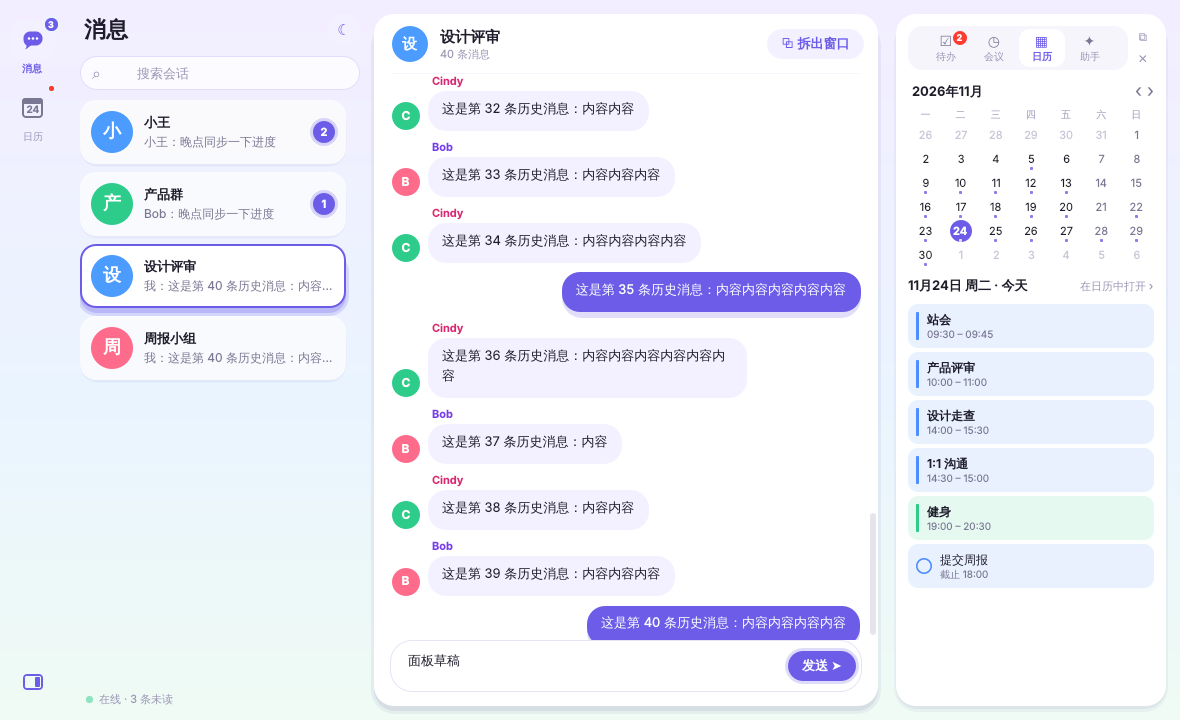 3
消息
24
日历
消息
搜索会话
小
小王
小王：晚点同步一下进度
2
产
产品群
Bob：晚点同步一下进度
1
设
设计评审
我：这是第 40 条历史消息：内容...
周
周报小组
我：这是第 40 条历史消息：内容...
在线 · 3 条未读
设
设计评审
40 条消息
拆出窗口
Cindy
C
这是第 32 条历史消息：内容内容
Bob
B
这是第 33 条历史消息：内容内容内容
Cindy
C
这是第 34 条历史消息：内容内容内容内容
这是第 35 条历史消息：内容内容内容内容内容
Cindy
C
这是第 36 条历史消息：内容内容内容内容内容内
容
Bob
B
这是第 37 条历史消息：内容
Cindy
C
这是第 38 条历史消息：内容内容
Bob
B
这是第 39 条历史消息：内容内容内容
这是第 40 条历史消息：内容内容内容内容
面板草稿
发送
2
待办
会议
日历
助手
2026年11月
一 二 三 四 五 六 日
26 27 28 29 30 31 1
2 3 4 5 6 7 8
9 10 11 12 13 14 15
16 17 18 19 20 21 22
23 24 25 26 27 28 29
30 1 2 3 4 5 6
11月24日 周二 · 今天
在日历中打开 ›
站会
09:30 – 09:45
产品评审
10:00 – 11:00
设计走查
14:00 – 15:30
1:1 沟通
14:30 – 15:00
健身
19:00 – 20:30
提交周报
截止 18:00